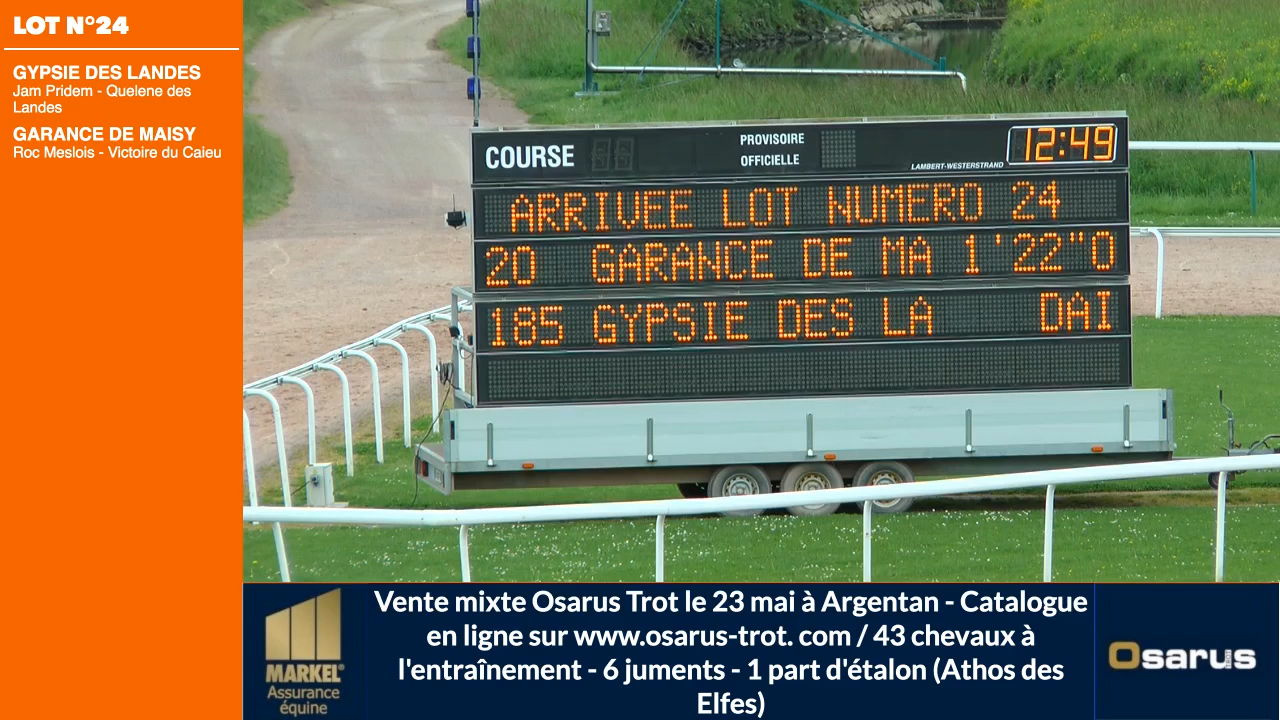 LOT N°24
GYPSIE DES LANDES
Jam Pridem - Quelene des
Landes
GARANCE DE MAISY
Roc Meslois - Victoire du Caieu
COURSE
PROVISOIRE
OFFICIELLE
LAMBERT-WESTERSTRAND
12:49
ARRIVEE LOT NUMERO 24
20 GARANCE DE MA 1'22"0
185 GYPSIE DES LA DAI
MARKEL®
Assurance
équine
Vente mixte Osarus Trot le 23 mai à Argentan - Catalogue
en ligne sur www.osarus-trot. com / 43 chevaux à
l'entraînement - 6 juments - 1 part d'étalon (Athos des
Elfes)
Osarus